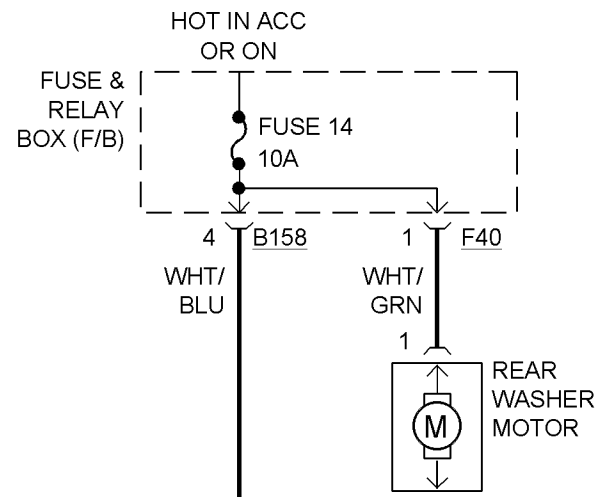 HOT IN ACC
OR ON
FUSE &
RELAY
BOX (F/B)
FUSE 14
10A
4 B158
1 F40
WHT/
BLU
WHT/
GRN
1
REAR
WASHER
MOTOR
M